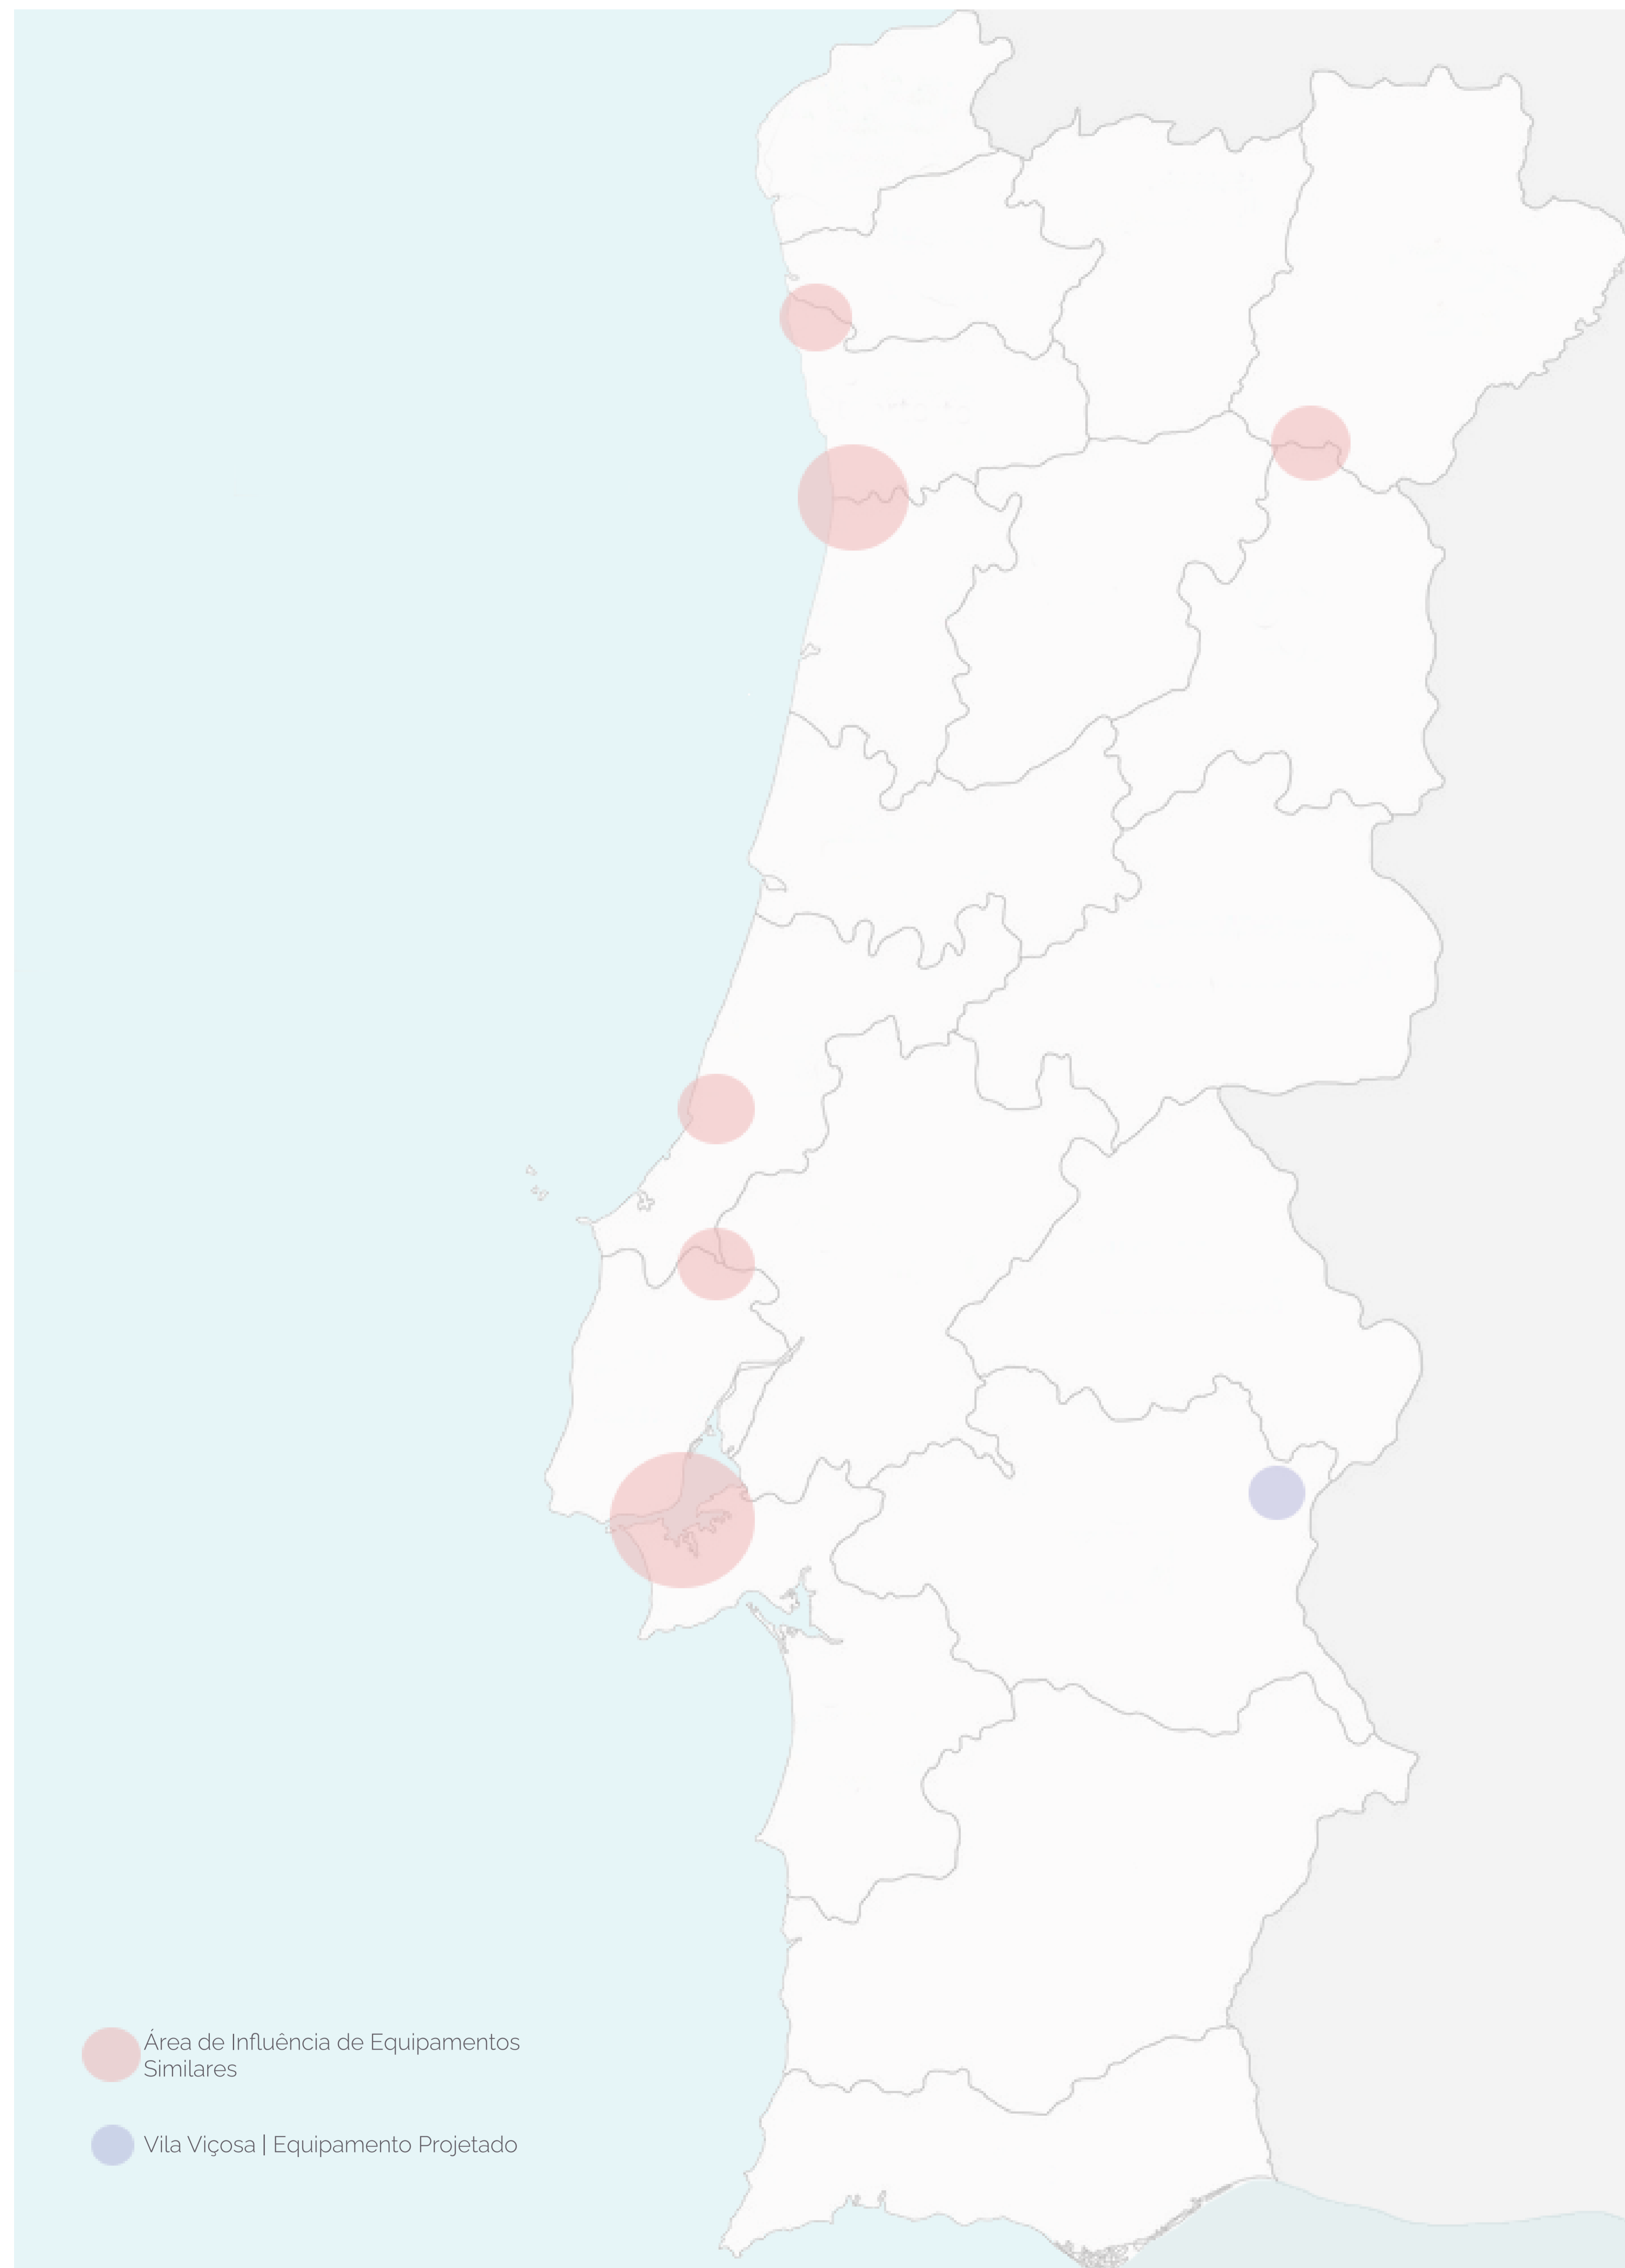 Área de Influência de Equipamentos
Similares
Vila Viçosa | Equipamento Projetado